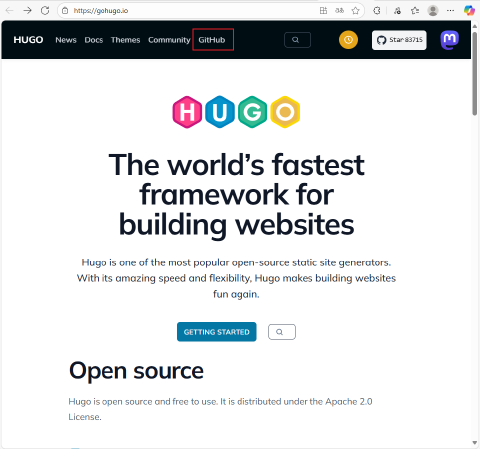 https://gohugo.io
HUGO News Docs Themes Community GitHub Star 83715
HUGO
The world's fastest
framework for
building websites
Hugo is one of the most popular open-source static site generators.
With its amazing speed and flexibility, Hugo makes building websites
fun again.
GETTING STARTED
Open source
Hugo is open source and free to use. It is distributed under the Apache 2.0
License.